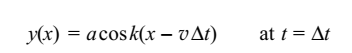 y(x) = a cos k(x − vΔt) at t = Δt